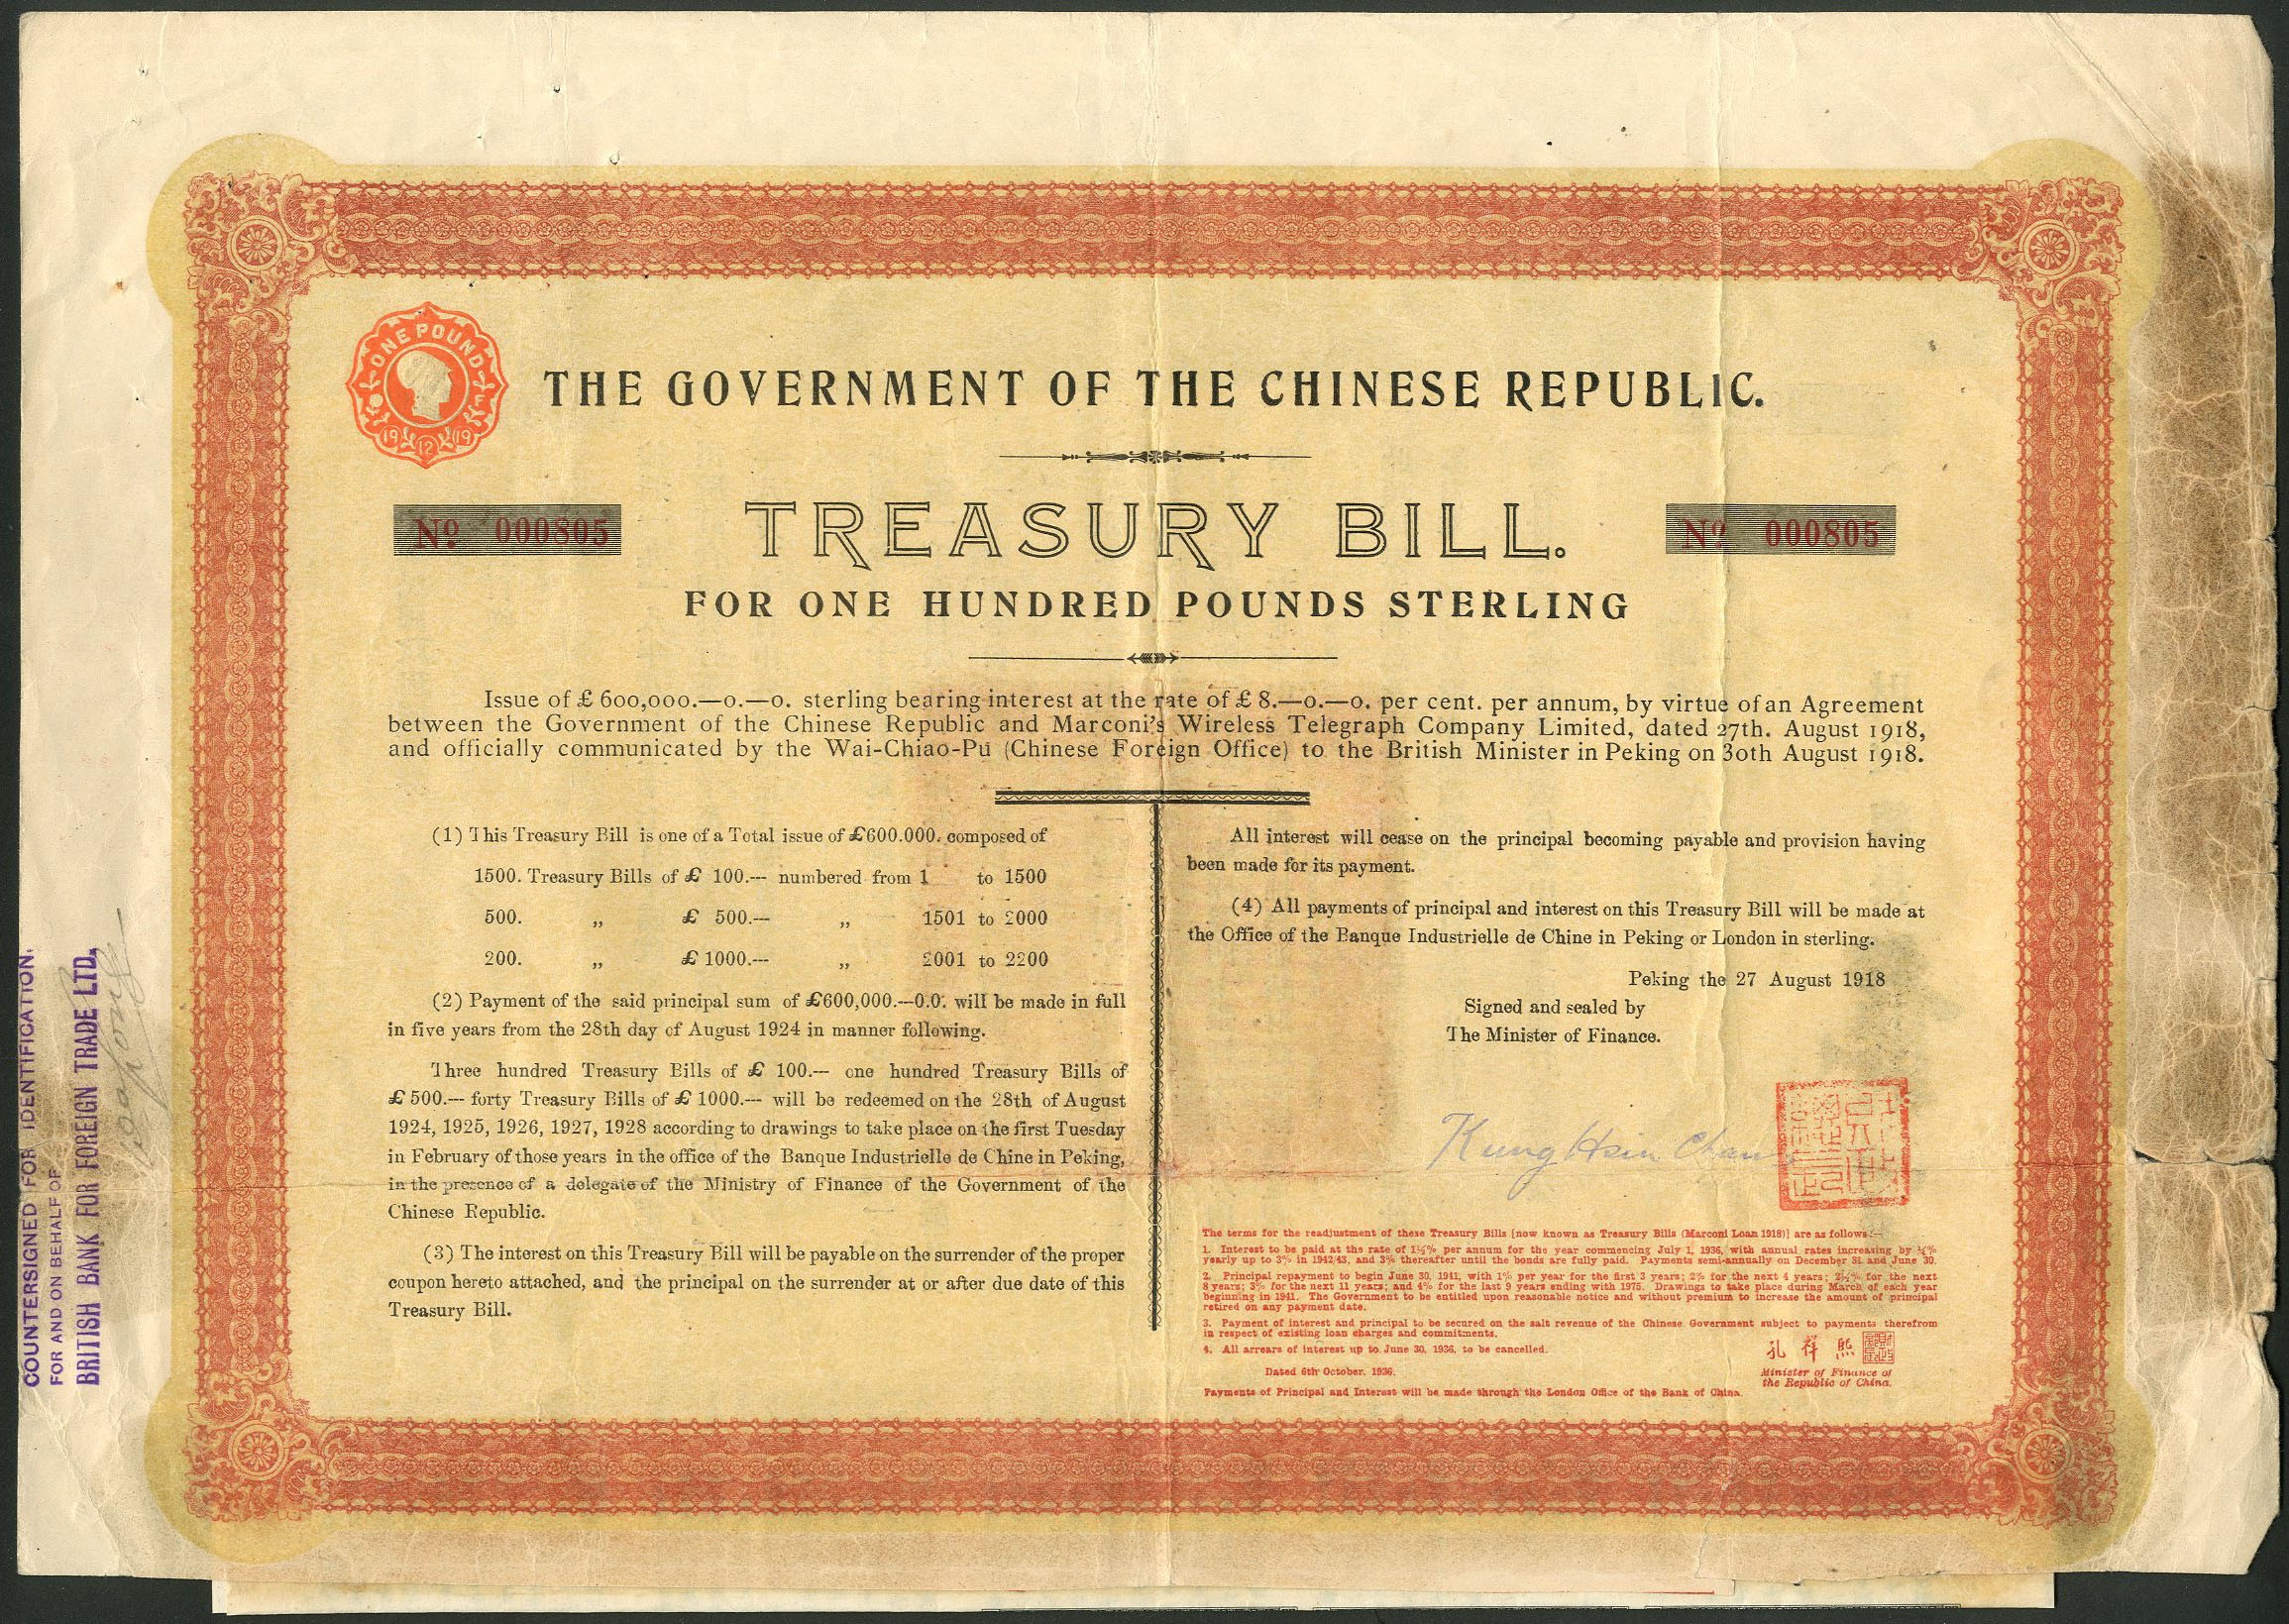 ONE POUND
19 12 19
THE GOVERNMENT OF THE CHINESE REPUBLIC.
Nº 000805
TREASURY BILL.
Nº 000805
FOR ONE HUNDRED POUNDS STERLING
Issue of £ 600,000.—0.—0. sterling bearing interest at the rate of £ 8.—0.—0. per cent. per annum, by virtue of an Agreement
between the Government of the Chinese Republic and Marconi's Wireless Telegraph Company Limited, dated 27th. August 1918,
and officially communicated by the Wai-Chiao-Pu (Chinese Foreign Office) to the British Minister in Peking on 30th August 1918.
(1) This Treasury Bill is one of a Total issue of £600.000. composed of
1500. Treasury Bills of £ 100.--- numbered from 1 to 1500
500. „ £ 500.--- „ 1501 to 2000
200. „ £ 1000.--- „ 2001 to 2200
(2) Payment of the said principal sum of £600,000.--0.0. will be made in full
in five years from the 28th day of August 1924 in manner following.
Three hundred Treasury Bills of £ 100.--- one hundred Treasury Bills of
£ 500.--- forty Treasury Bills of £ 1000.--- will be redeemed on the 28th of August
1924, 1925, 1926, 1927, 1928 according to drawings to take place on the first Tuesday
in February of those years in the office of the Banque Industrielle de Chine in Peking,
in the presence of a delegate of the Ministry of Finance of the Government of the
Chinese Republic.
(3) The interest on this Treasury Bill will be payable on the surrender of the proper
coupon hereto attached, and the principal on the surrender at or after due date of this
Treasury Bill.
All interest will cease on the principal becoming payable and provision having
been made for its payment.
(4) All payments of principal and interest on this Treasury Bill will be made at
the Office of the Banque Industrielle de Chine in Peking or London in sterling.
Peking the 27 August 1918
Signed and sealed by
The Minister of Finance.
Kung Hsin Chan
The terms for the readjustment of these Treasury Bills [now known as Treasury Bills (Marconi Loan 1918)] are as follows:—
1. Interest to be paid at the rate of 1½% per annum for the year commencing July 1, 1936, with annual rates increasing by ¼%
yearly up to 3% in 1942/43, and 3% thereafter until the bonds are fully paid. Payments semi-annually on December 31 and June 30.
2. Principal repayment to begin June 30, 1941, with 1% per year for the first 3 years; 2% for the next 4 years; 2½% for the next
8 years; 3% for the next 11 years; and 4% for the last 9 years ending with 1975. Drawings to take place during March of each year
beginning in 1941. The Government to be entitled upon reasonable notice and without premium to increase the amount of principal
retired on any payment date.
3. Payment of interest and principal to be secured on the salt revenue of the Chinese Government subject to payments therefrom
in respect of existing loan charges and commitments.
4. All arrears of interest up to June 30, 1936, to be cancelled.
Dated 6th October, 1936.
孔 祥 熙
Minister of Finance of
the Republic of China.
Payments of Principal and Interest will be made through the London Office of the Bank of China.
COUNTERSIGNED FOR IDENTIFICATION.
FOR AND ON BEHALF OF
BRITISH BANK FOR FOREIGN TRADE LTD,